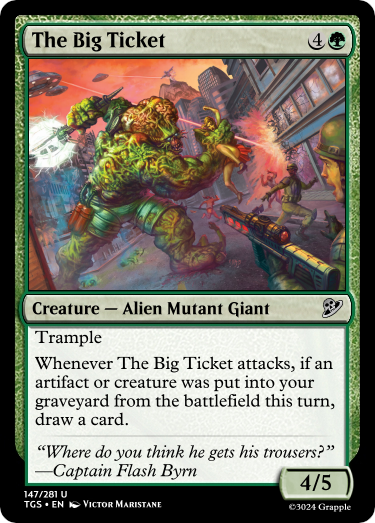 The Big Ticket 4
Creature — Alien Mutant Giant
Trample
Whenever The Big Ticket attacks, if an
artifact or creature was put into your
graveyard from the battlefield this turn,
draw a card.
“Where do you think he gets his trousers?”
—Captain Flash Byrn
4/5
147/281 U
TGS • EN Victor Maristane
©3024 Grapple